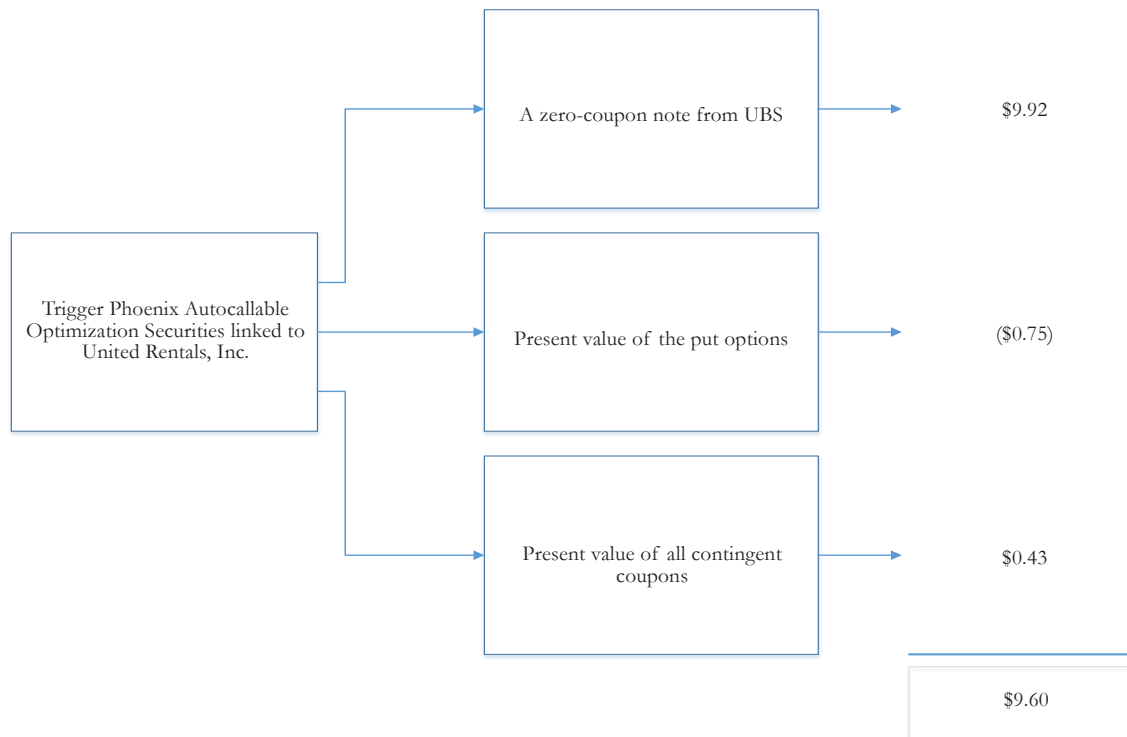 A zero-coupon note from UBS
$9.92
Trigger Phoenix Autocallable
Optimization Securities linked to
United Rentals, Inc.
Present value of the put options
($0.75)
Present value of all contingent
coupons
$0.43
$9.60